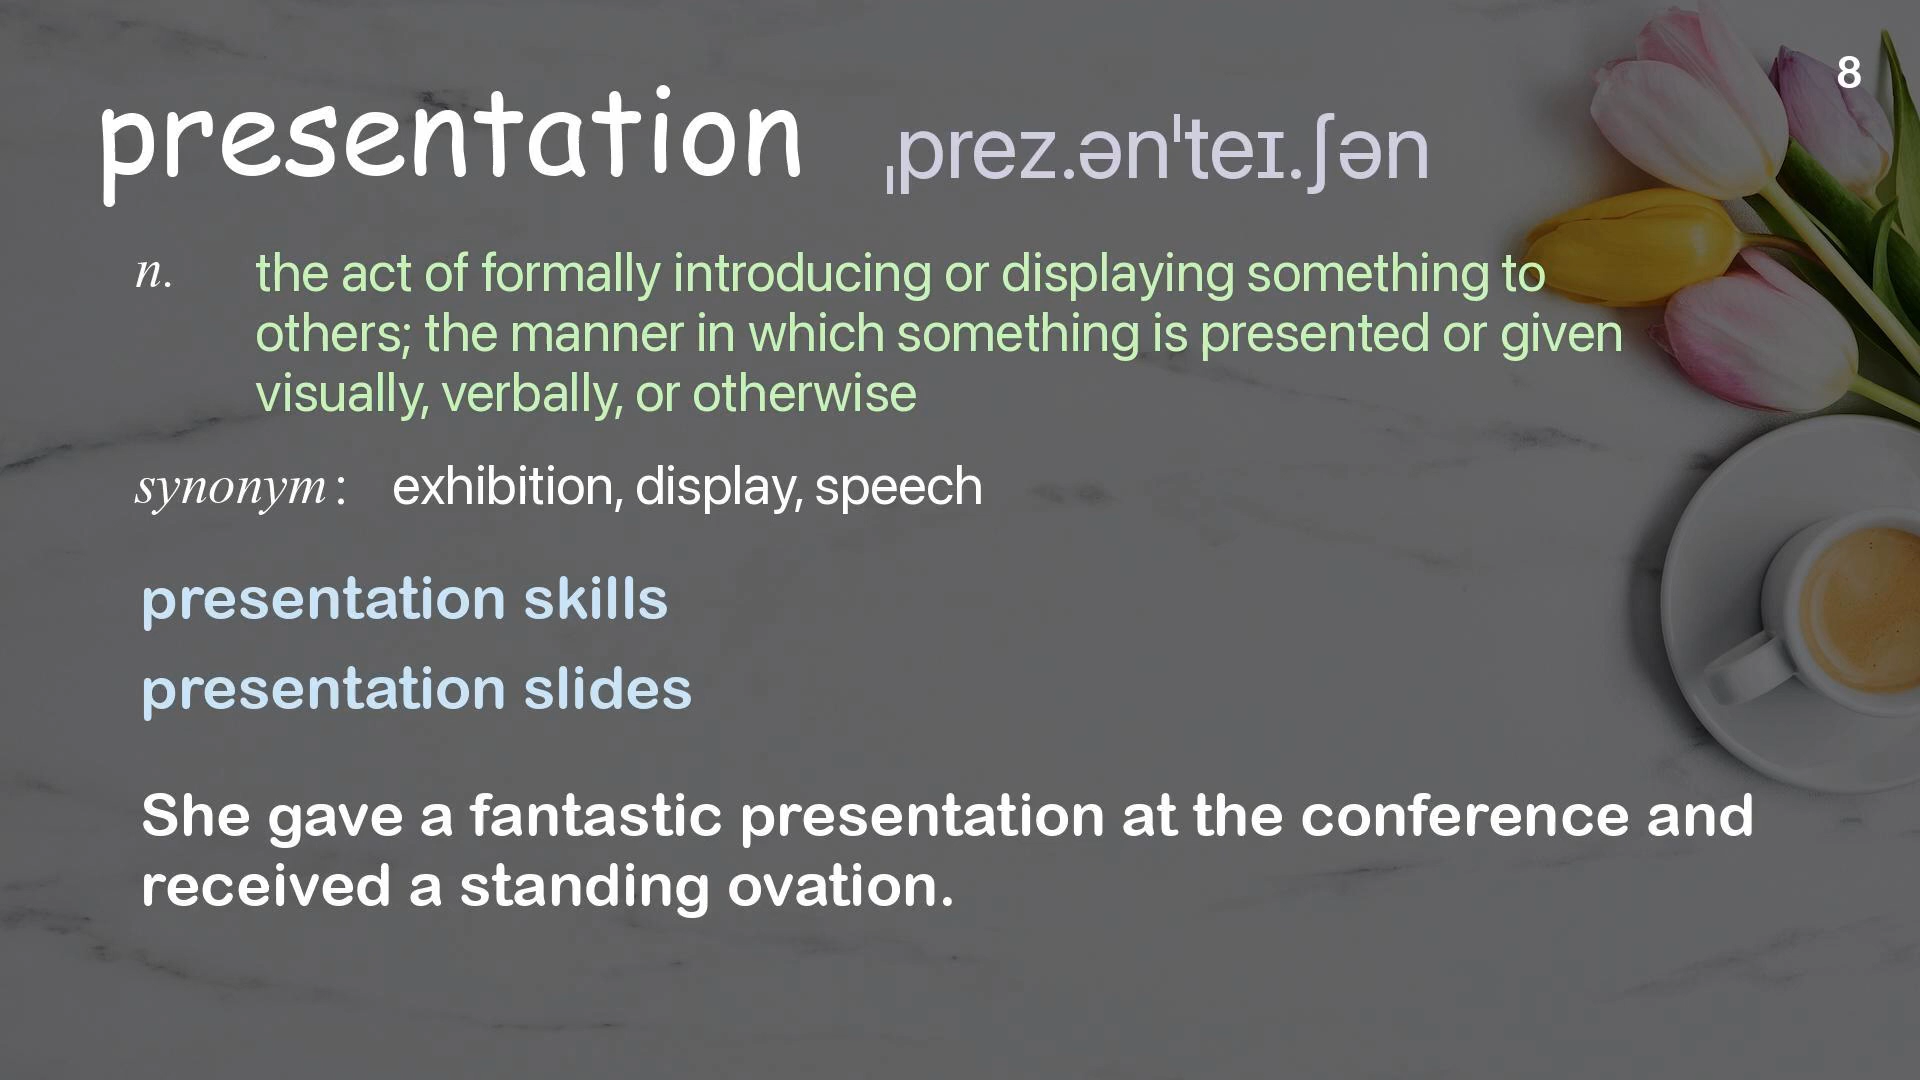 8
presentation ˌprez.ənˈteɪ.ʃən
n. the act of formally introducing or displaying something to
others; the manner in which something is presented or given
visually, verbally, or otherwise
synonym: exhibition, display, speech
presentation skills
presentation slides
She gave a fantastic presentation at the conference and
received a standing ovation.